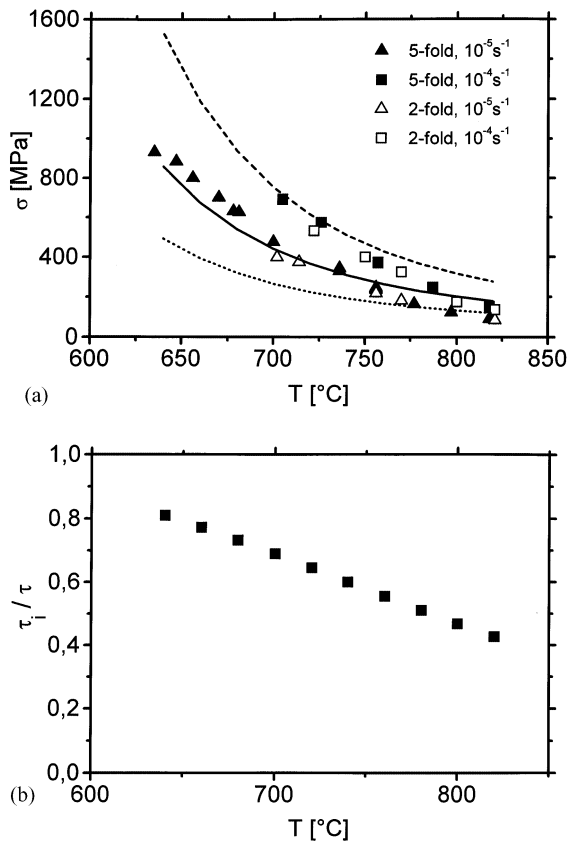 1600
1200
800
400
0
σ [MPa]
5-fold, 10⁻⁵s⁻¹
5-fold, 10⁻⁴s⁻¹
2-fold, 10⁻⁵s⁻¹
2-fold, 10⁻⁴s⁻¹
600 650 700 750 800 850
T [°C]
(a)
1,0
0,8
0,6
0,4
0,2
0,0
τᵢ / τ
600 700 800
T [°C]
(b)